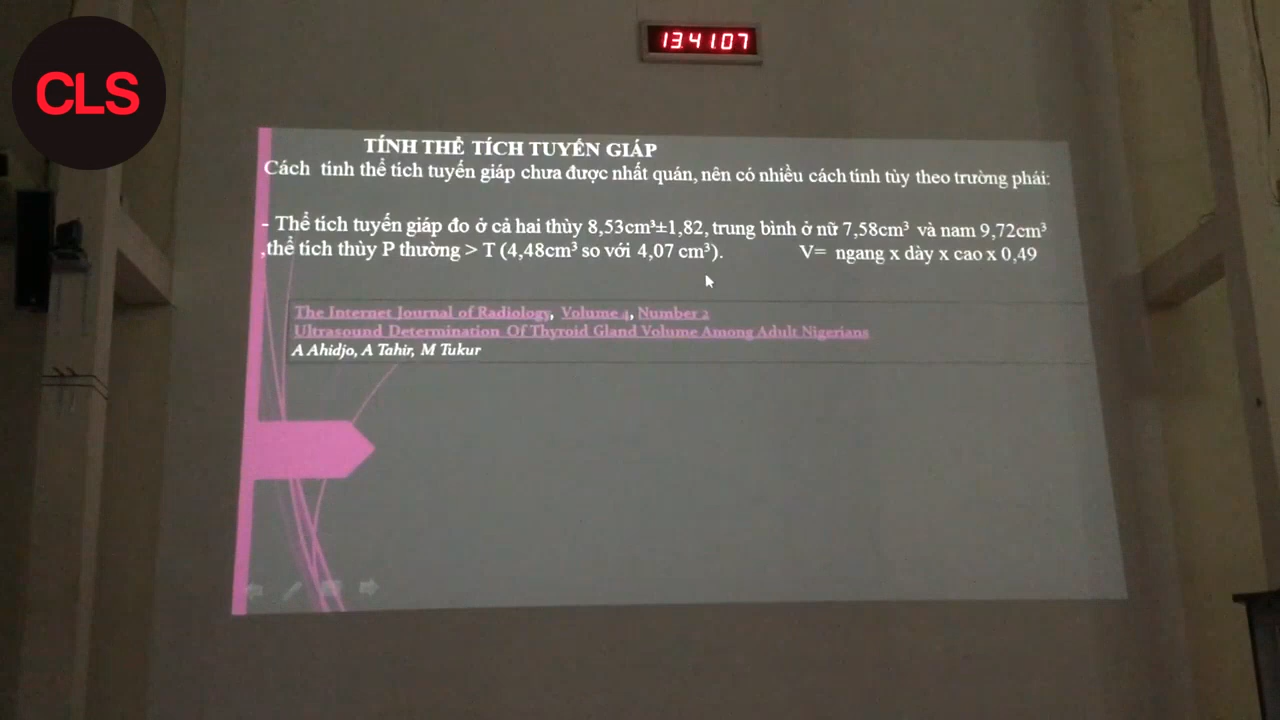 CLS
13.41.07
TÍNH THỂ TÍCH TUYẾN GIÁP
Cách tính thể tích tuyến giáp chưa được nhất quán, nên có nhiều cách tính tùy theo trường phái:
- Thể tích tuyến giáp đo ở cả hai thùy 8,53cm³±1,82, trung bình ở nữ 7,58cm³ và nam 9,72cm³
,thể tích thùy P thường > T (4,48cm³ so với 4,07 cm³). V= ngang x dày x cao x 0,49
The Internet Journal of Radiology, Volume 4, Number 2
Ultrasound Determination Of Thyroid Gland Volume Among Adult Nigerians
A Ahidjo, A Tahir, M Tukur